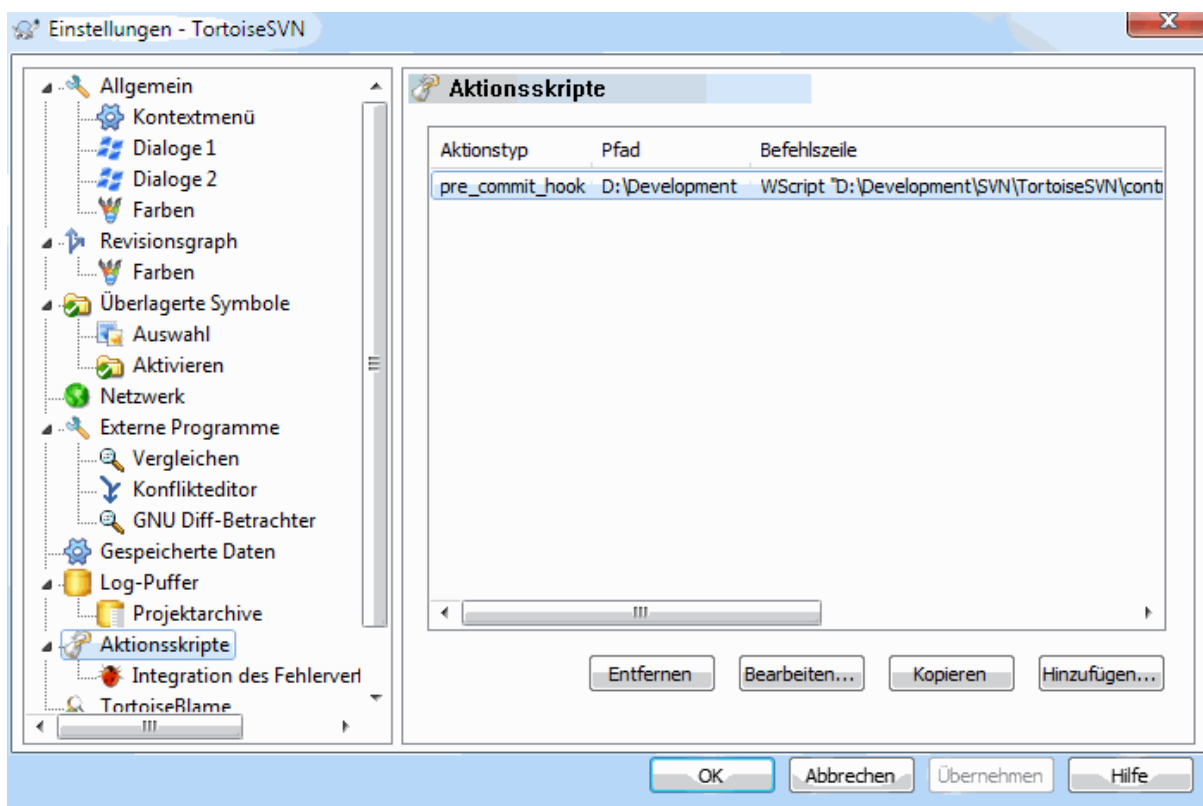 Einstellungen - TortoiseSVN
Allgemein
Kontextmenü
Dialoge 1
Dialoge 2
Farben
Revisionsgraph
Farben
Überlagerte Symbole
Auswahl
Aktivieren
Netzwerk
Externe Programme
Vergleichen
Konflikteditor
GNU Diff-Betrachter
Gespeicherte Daten
Log-Puffer
Projektarchive
Aktionsskripte
Integration des Fehlerverf
TortoiseBlame
Aktionsskripte
Aktionstyp Pfad Befehlszeile
pre_commit_hook D:\Development WScript "D:\Development\SVN\TortoiseSVN\contr
Entfernen Bearbeiten... Kopieren Hinzufügen...
OK Abbrechen Übernehmen Hilfe